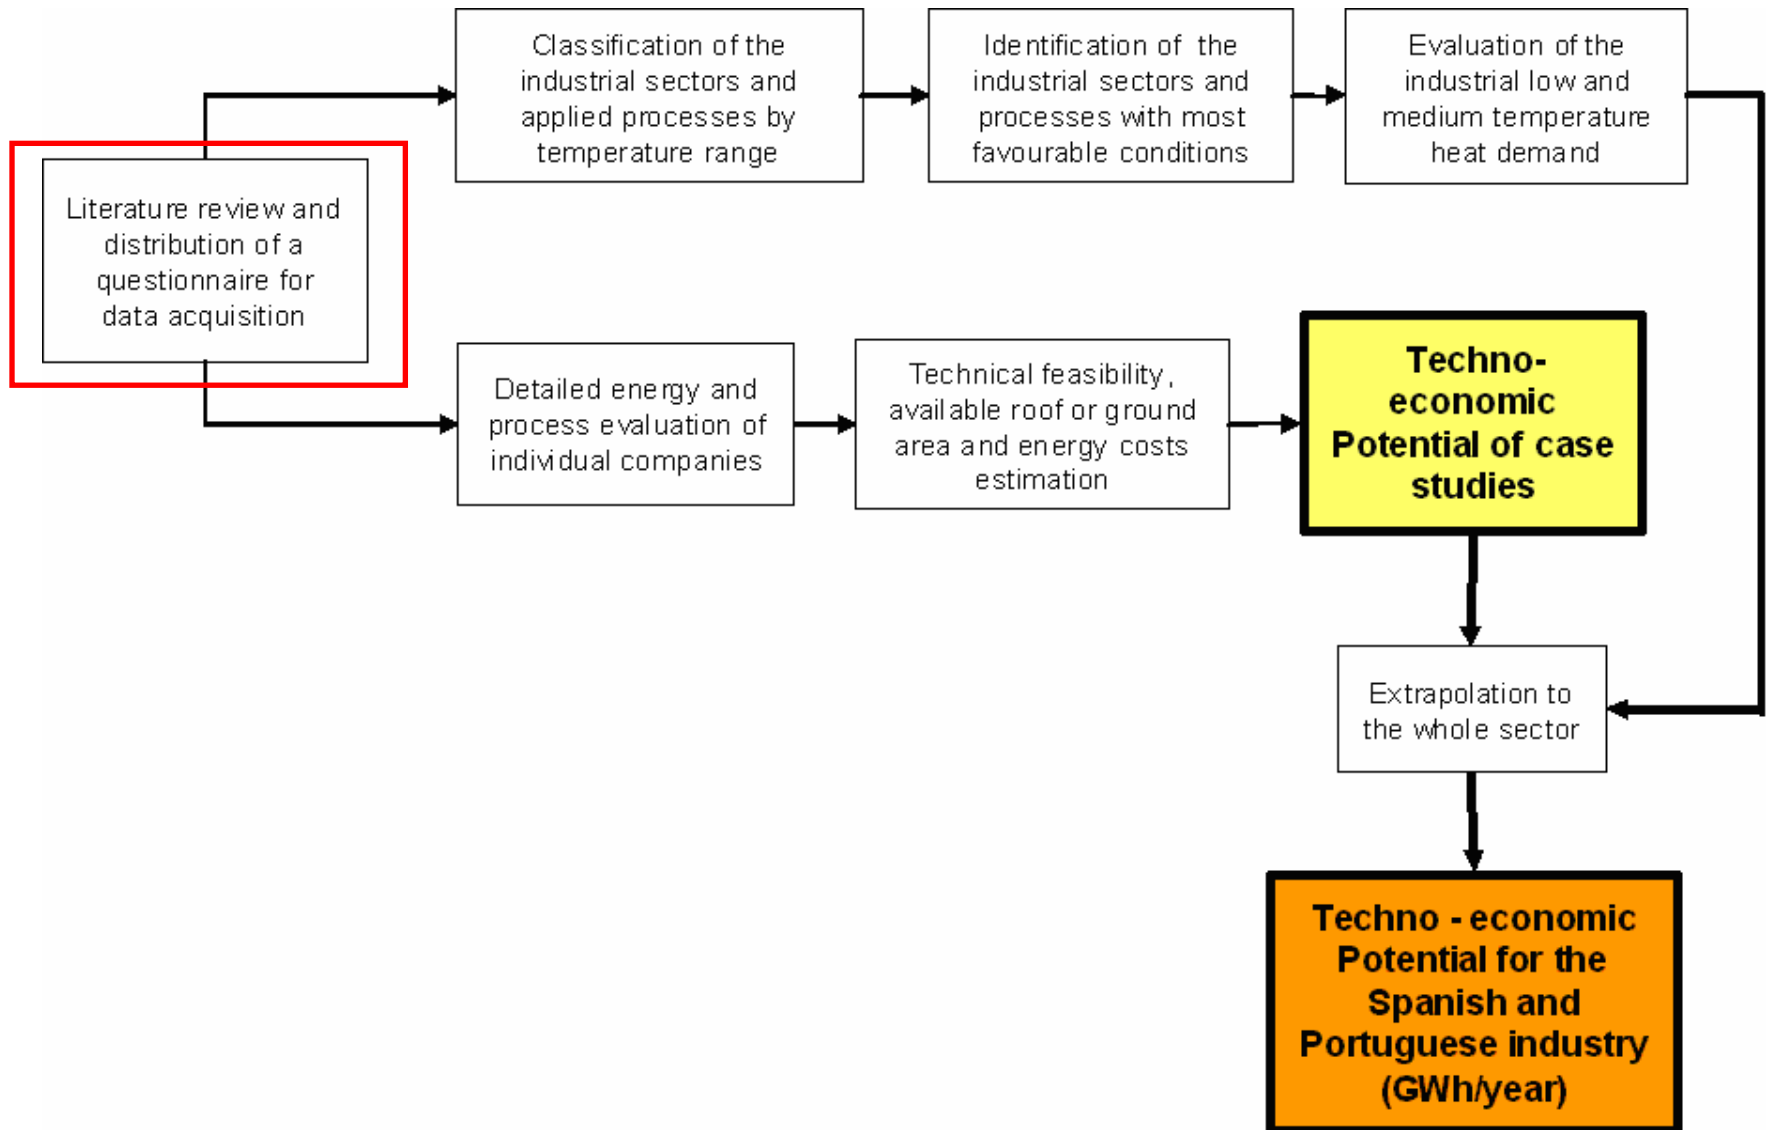 Classification of the
industrial sectors and
applied processes by
temperature range
Identification of the
industrial sectors and
processes with most
favourable conditions
Evaluation of the
industrial low and
medium temperature
heat demand
Literature review and
distribution of a
questionnaire for
data acquisition
Detailed energy and
process evaluation of
individual companies
Technical feasibility,
available roof or ground
area and energy costs
estimation
Techno-
economic
Potential of case
studies
Extrapolation to
the whole sector
Techno - economic
Potential for the
Spanish and
Portuguese industry
(GWh/year)